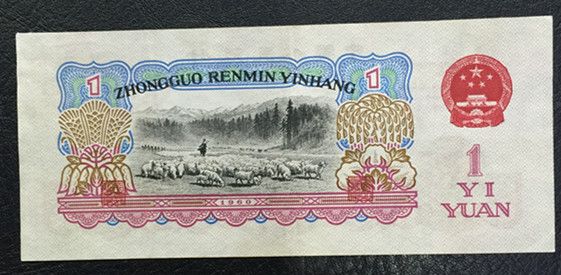 1 ZHONGGUO RENMIN YINHANG 1
1960
1
YI
YUAN